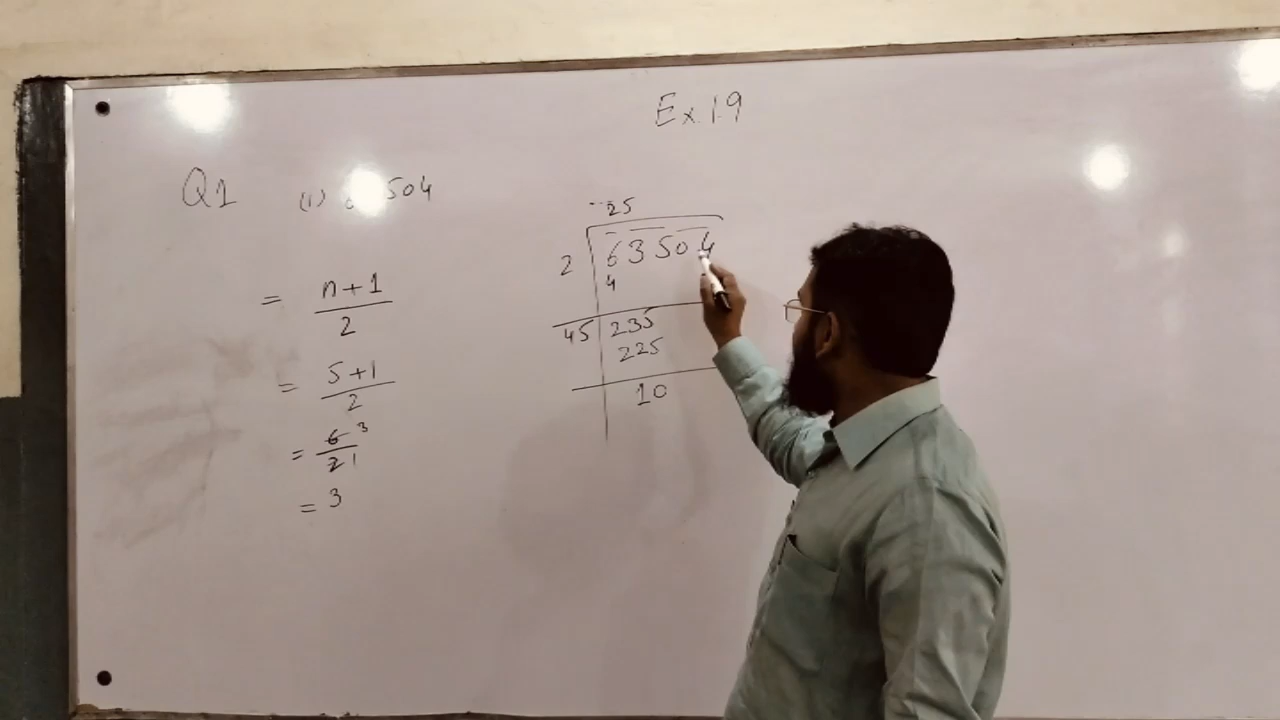 Ex 1.9
Q1 (i) 504
= n+1
2
= 5+1
2
= 6 3
2 1
= 3
25
2 63504
4
45 235
225
10